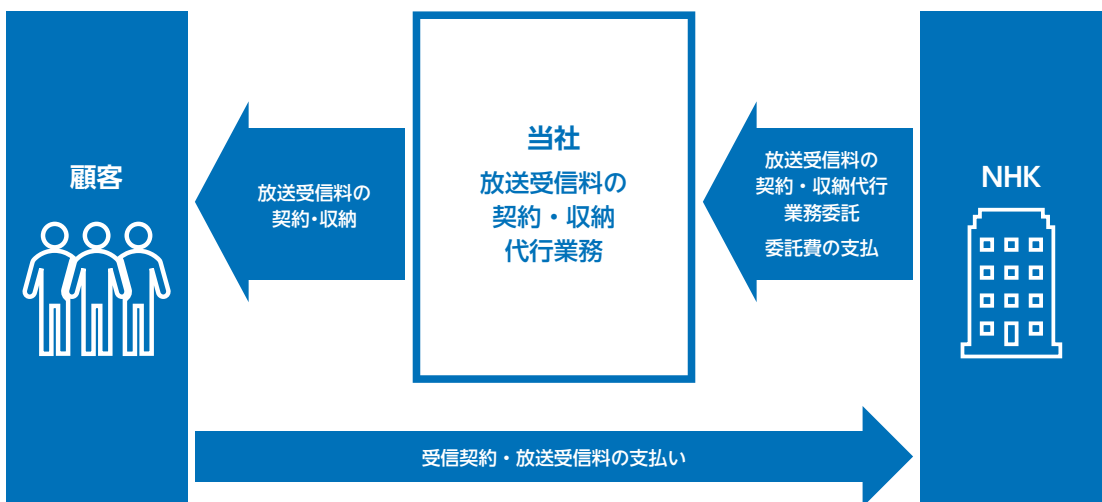 顧客
放送受信料の
契約・収納
当社
放送受信料の
契約・収納
代行業務
放送受信料の
契約・収納代行
業務委託
委託費の支払
NHK
受信契約・放送受信料の支払い